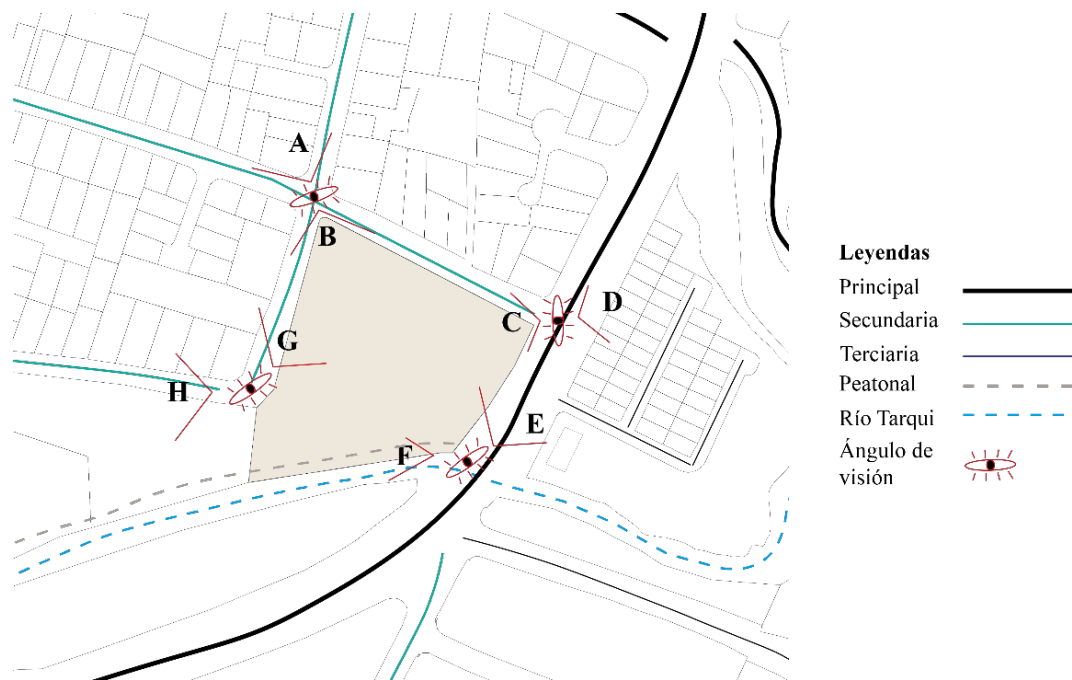 A
B
C
D
G
H
E
F
Leyendas
Principal
Secundaria
Terciaria
Peatonal
Río Tarqui
Ángulo de
visión